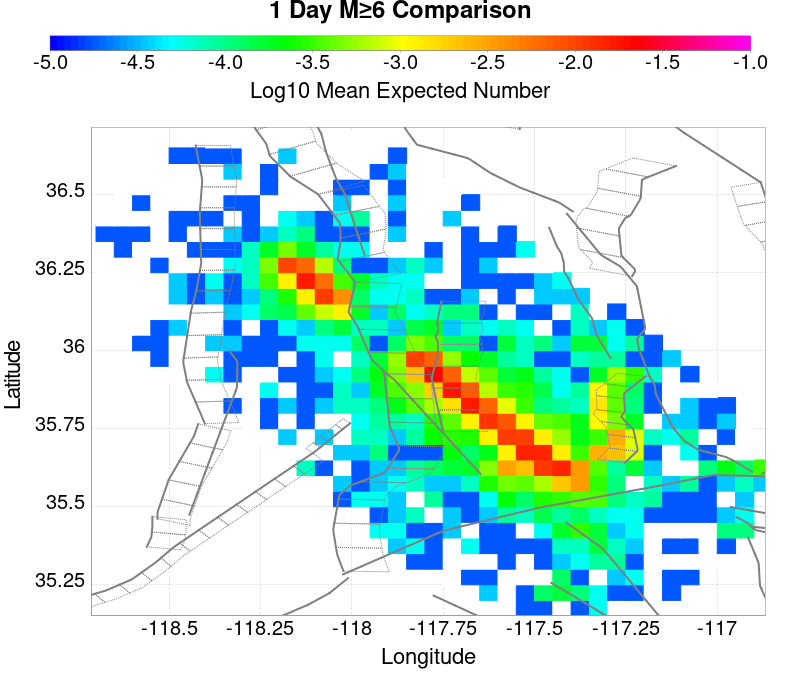 1 Day M≥6 Comparison
-5.0 -4.5 -4.0 -3.5 -3.0 -2.5 -2.0 -1.5 -1.0
Log10 Mean Expected Number
36.5
36.25
36
35.75
35.5
35.25
Latitude
-118.5 -118.25 -118 -117.75 -117.5 -117.25 -117
Longitude